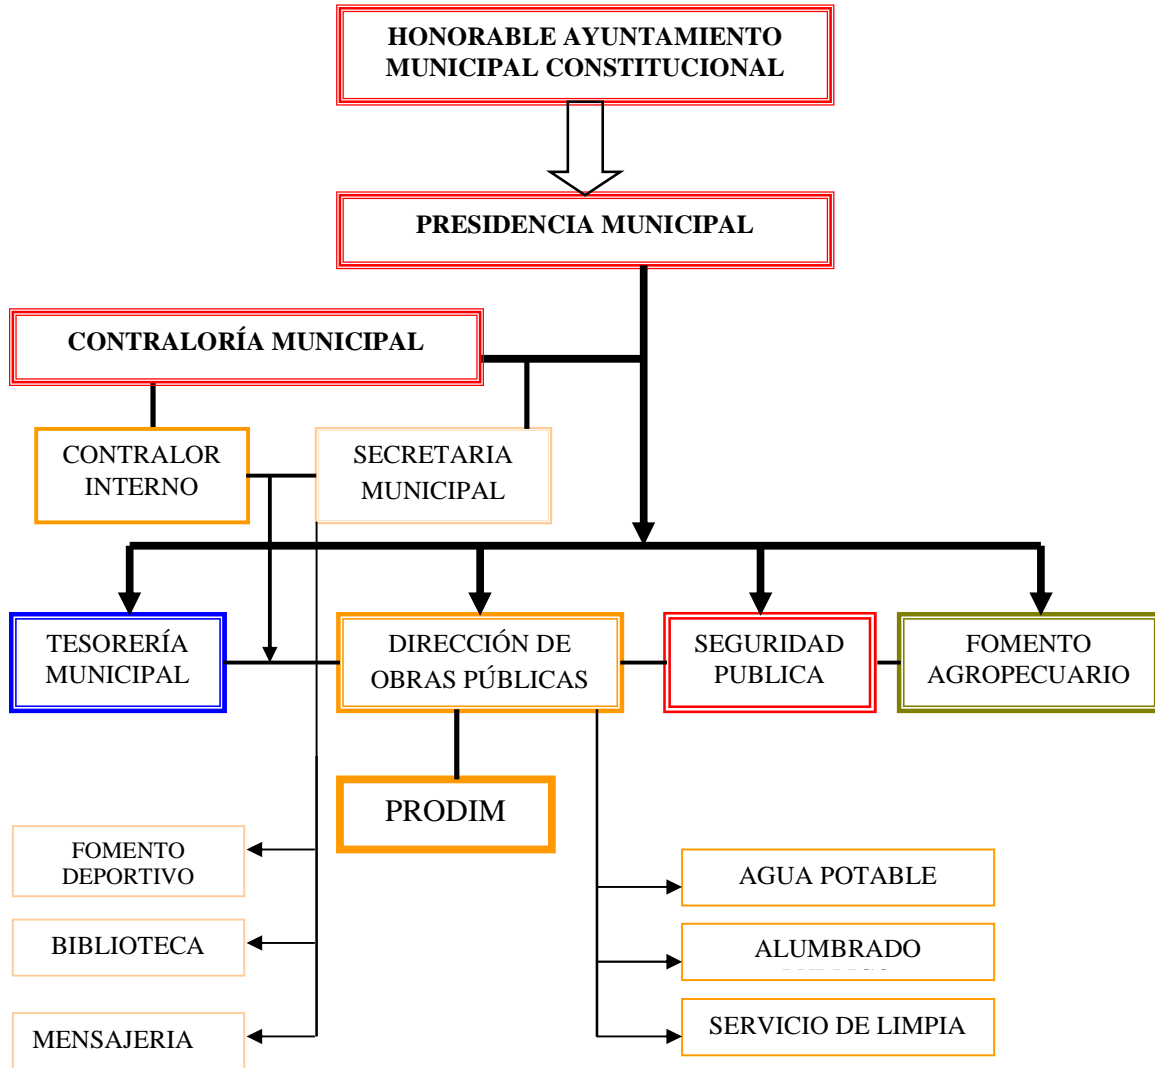 HONORABLE AYUNTAMIENTO
MUNICIPAL CONSTITUCIONAL
PRESIDENCIA MUNICIPAL
CONTRALORÍA MUNICIPAL
CONTRALOR
INTERNO
SECRETARIA
MUNICIPAL
TESORERÍA
MUNICIPAL
DIRECCIÓN DE
OBRAS PÚBLICAS
SEGURIDAD
PUBLICA
FOMENTO
AGROPECUARIO
PRODIM
FOMENTO
DEPORTIVO
BIBLIOTECA
MENSAJERIA
AGUA POTABLE
ALUMBRADO
SERVICIO DE LIMPIA